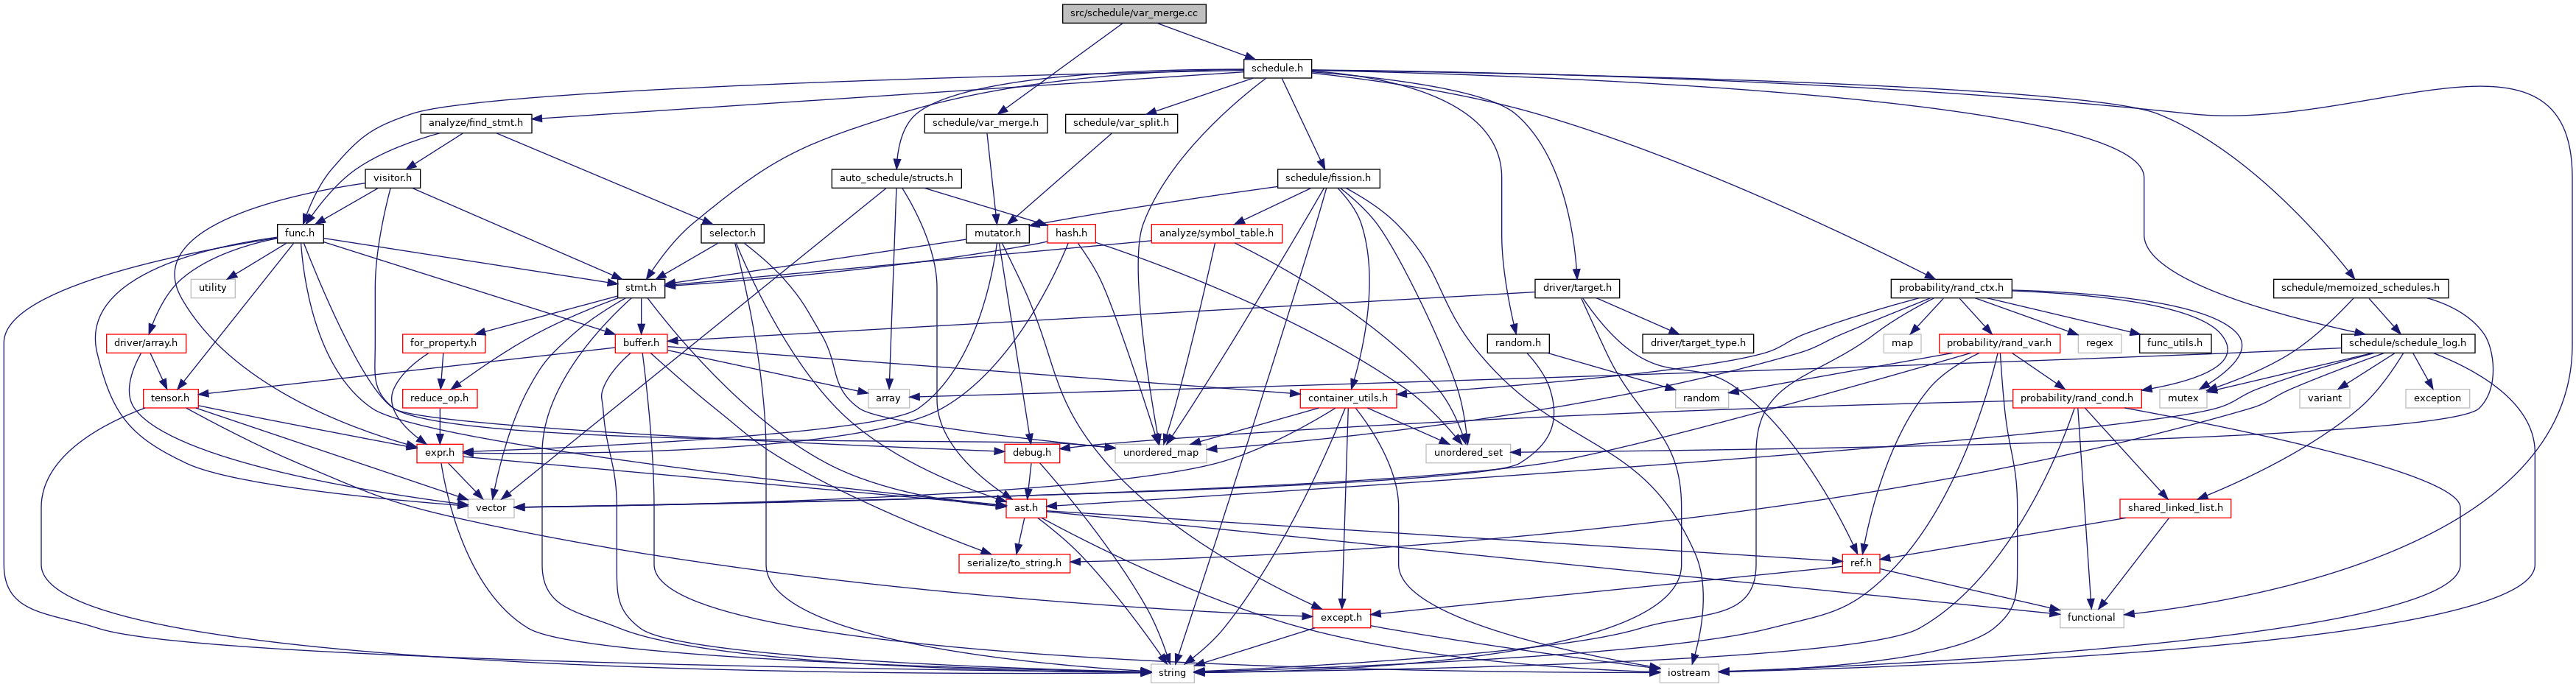 src/schedule/var_merge.cc
schedule.h
analyze/find_stmt.h
schedule/var_merge.h
schedule/var_split.h
visitor.h
auto_schedule/structs.h
schedule/fission.h
func.h
selector.h
mutator.h
hash.h
analyze/symbol_table.h
utility
stmt.h
driver/target.h
probability/rand_ctx.h
schedule/memoized_schedules.h
driver/array.h
for_property.h
buffer.h
random.h
driver/target_type.h
map
probability/rand_var.h
regex
func_utils.h
schedule/schedule_log.h
tensor.h
reduce_op.h
array
container_utils.h
random
probability/rand_cond.h
mutex
variant
exception
expr.h
debug.h
unordered_map
unordered_set
vector
ast.h
shared_linked_list.h
serialize/to_string.h
ref.h
except.h
functional
string
iostream